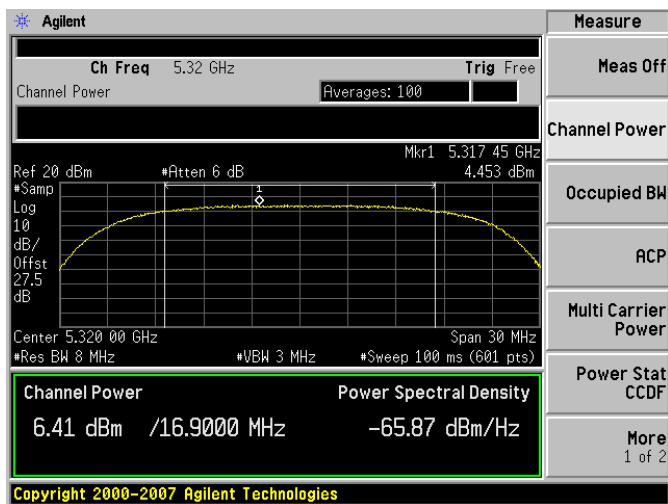 Agilent
Measure
Ch Freq 5.32 GHz Trig Free
Channel Power Averages: 100
Mkr1 5.317 45 GHz
Ref 20 dBm #Atten 6 dB 4.453 dBm
#Samp
Log
10
dB/
Offst
27.5
dB
1
Center 5.320 00 GHz Span 30 MHz
#Res BW 8 MHz #VBW 3 MHz #Sweep 100 ms (601 pts)
Channel Power Power Spectral Density
6.41 dBm /16.9000 MHz -65.87 dBm/Hz
Meas Off
Channel Power
Occupied BW
ACP
Multi Carrier
Power
Power Stat
CCDF
More
1 of 2
Copyright 2000-2007 Agilent Technologies